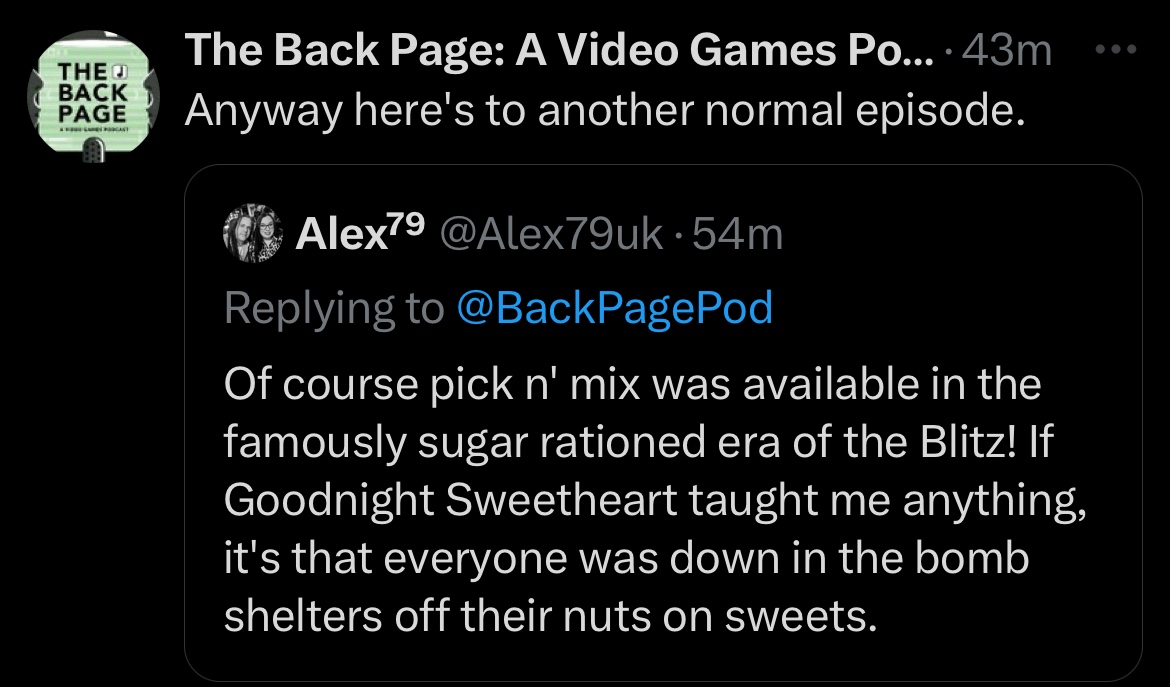 THE
BACK
PAGE
A VIDEO GAMES PODCAST
The Back Page: A Video Games Po... · 43m
Anyway here's to another normal episode.
Alex⁷⁹ @Alex79uk · 54m
Replying to @BackPagePod
Of course pick n' mix was available in the
famously sugar rationed era of the Blitz! If
Goodnight Sweetheart taught me anything,
it's that everyone was down in the bomb
shelters off their nuts on sweets.